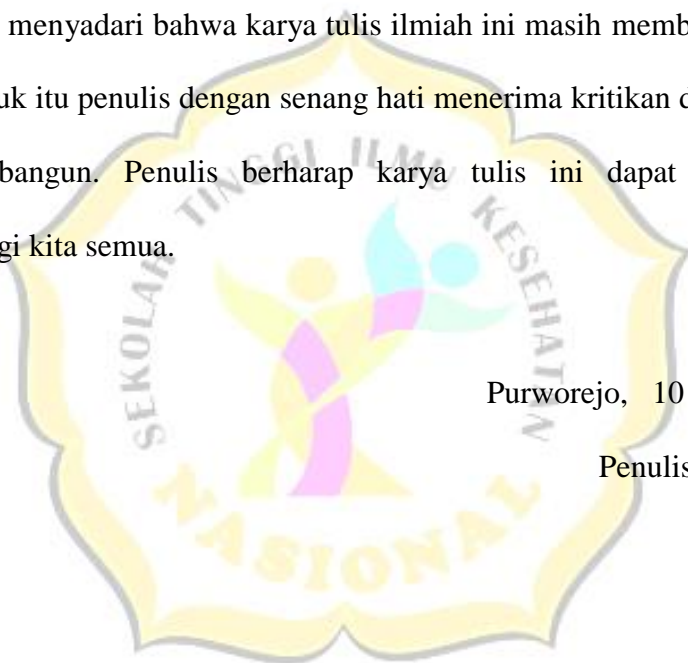 menyadari bahwa karya tulis ilmiah ini masih memb
uk itu penulis dengan senang hati menerima kritikan d
bangun. Penulis berharap karya tulis ini dapat
gi kita semua.
Purworejo, 10
Penulis
SEKOLAH TINGGI ILMU KESEHATAN
NASIONAL